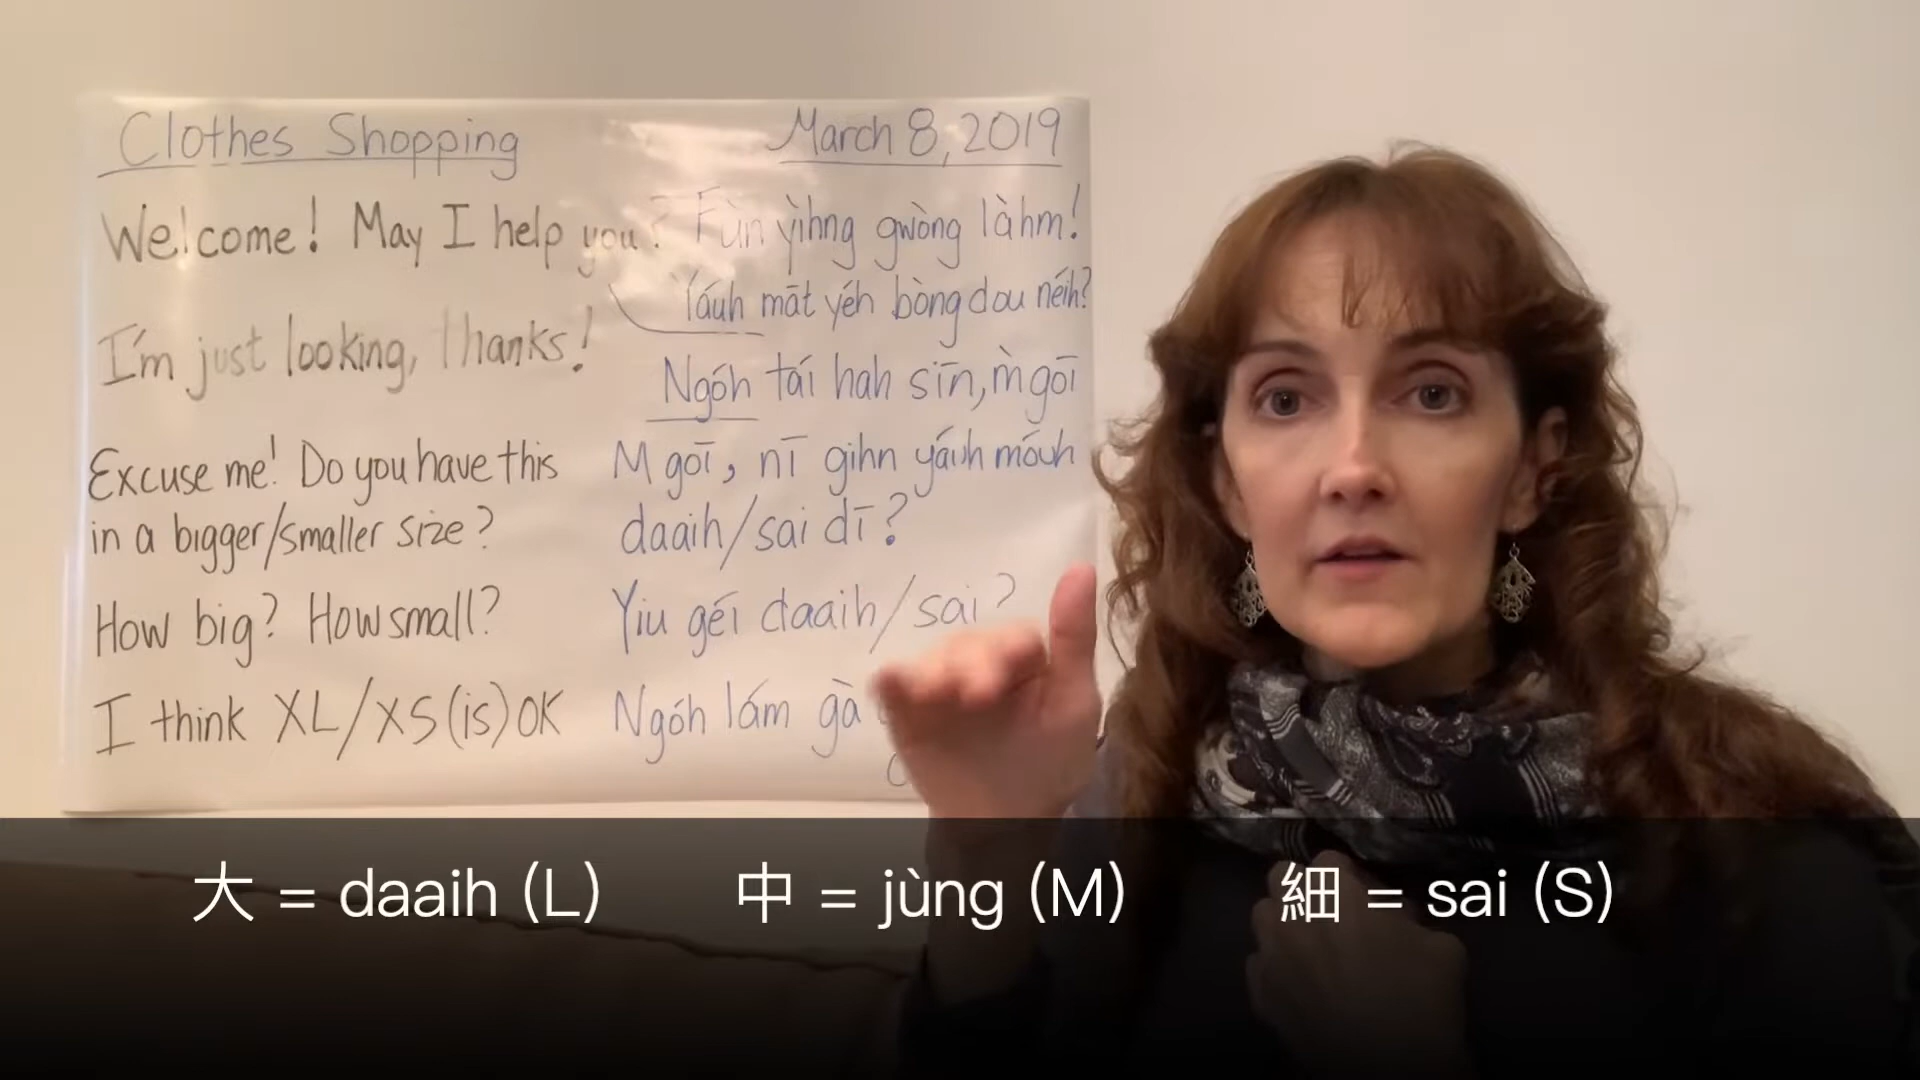 Clothes Shopping March 8, 2019
Welcome! May I help you? Fùn yìhng gwòng làhm!
Yáuh māt yéh bòng dou néih?
I'm just looking, thanks! Ngóh tái hah sīn, m̀ gōi
Excuse me! Do you have this M gōi, nī gihn yáuh móuh
in a bigger/smaller size? daaih/sai dī?
How big? How small? Yiu géi daaih/sai?
I think XL/XS (is) OK Ngóh lám gà
大 = daaih (L) 中 = jùng (M) 細 = sai (S)